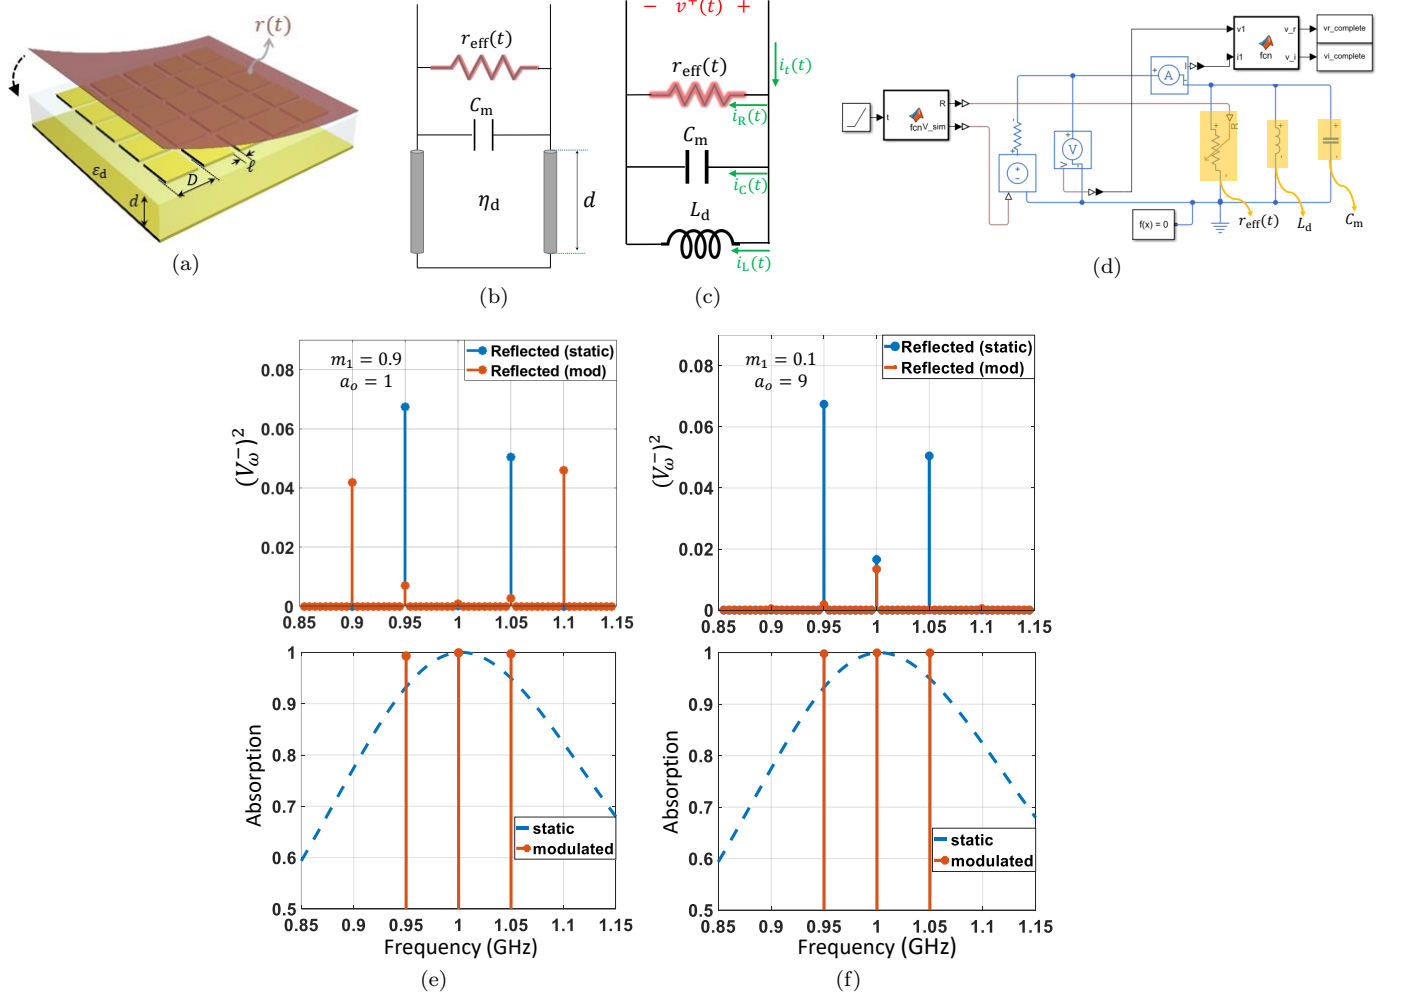 r(t)
ε_d
d
D
ℓ
(a)
r_eff(t)
C_m
η_d
d
(b)
− v⁺(t) +
i_t(t)
r_eff(t)
i_R(t)
C_m
i_C(t)
L_d
i_L(t)
(c)
t
fcn
R
V_sim
+
−
V
A
I
v1
i1
fcn
v_r
v_i
vr_complete
vi_complete
R
f(x) = 0
r_eff(t)
L_d
C_m
(d)
m₁ = 0.9
a_o = 1
Reflected (static)
Reflected (mod)
(V_ω⁻)²
0.08
0.06
0.04
0.02
0
0.85 0.9 0.95 1 1.05 1.1 1.15
Absorption
1
0.9
0.8
0.7
0.6
0.5
static
modulated
0.85 0.9 0.95 1 1.05 1.1 1.15
Frequency (GHz)
(e)
m₁ = 0.1
a_o = 9
Reflected (static)
Reflected (mod)
(V_ω⁻)²
0.08
0.06
0.04
0.02
0
0.85 0.9 0.95 1 1.05 1.1 1.15
Absorption
1
0.9
0.8
0.7
0.6
0.5
static
modulated
0.85 0.9 0.95 1 1.05 1.1 1.15
Frequency (GHz)
(f)